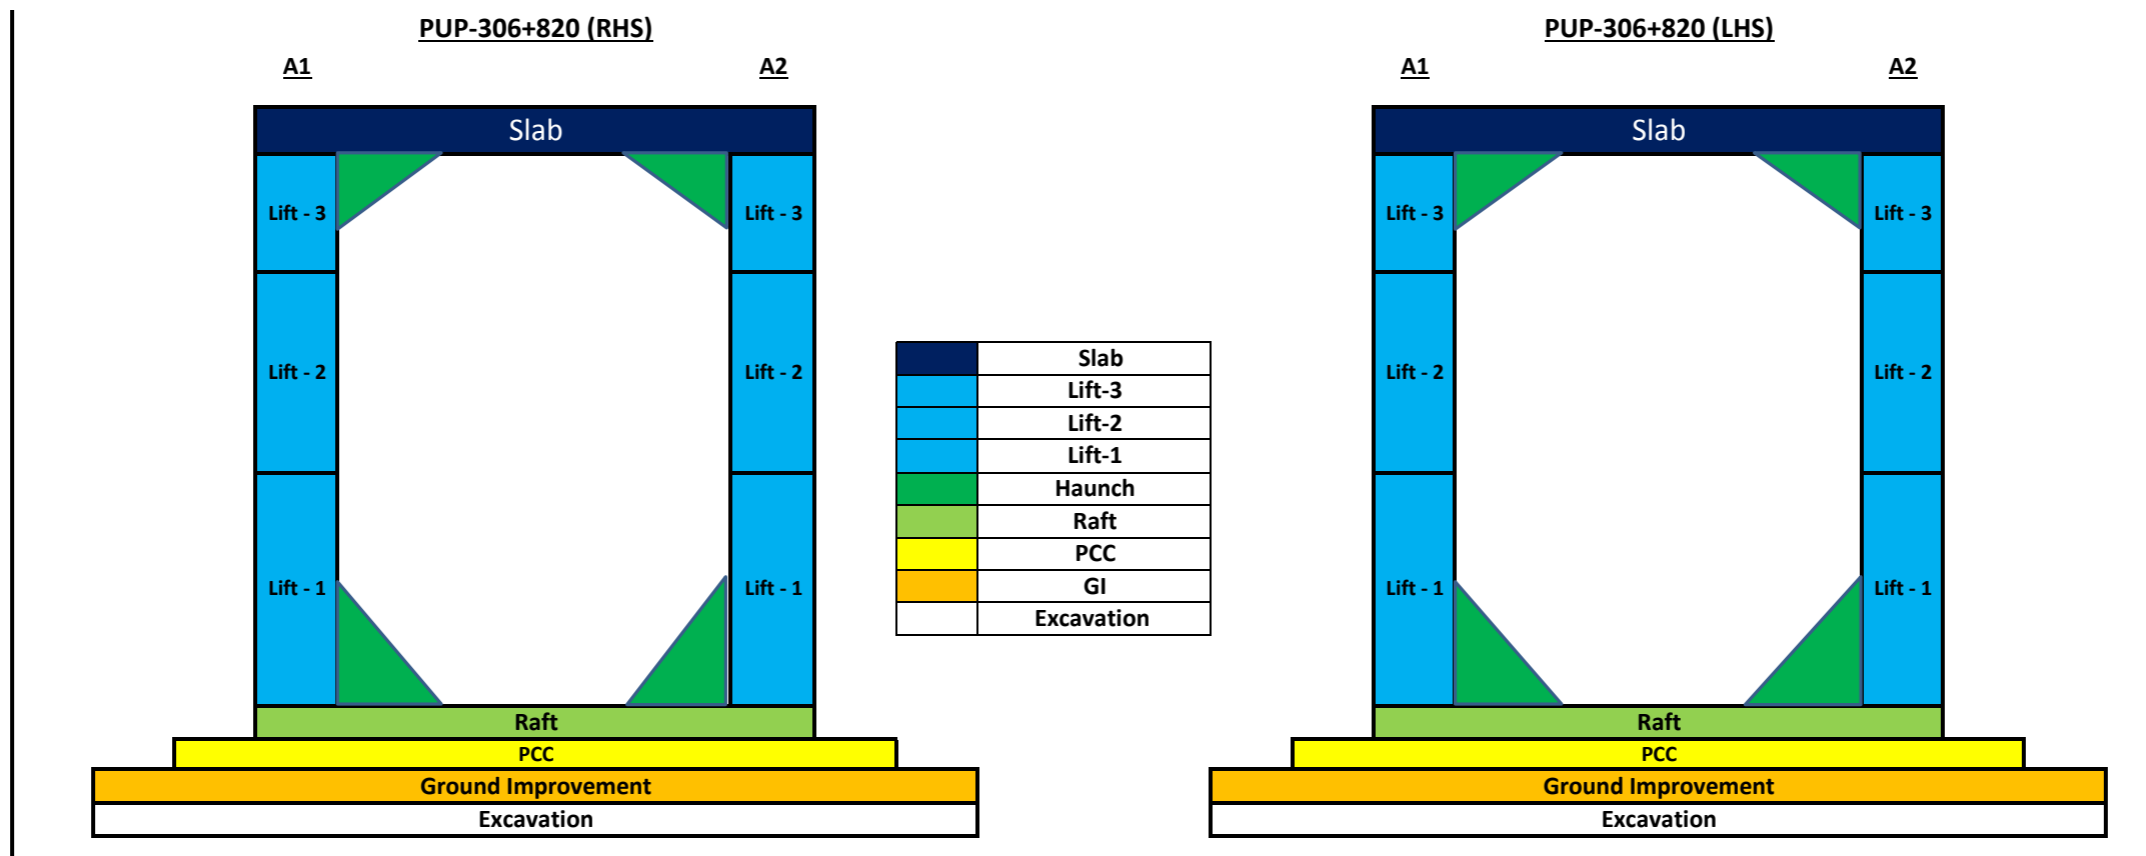 PUP-306+820 (RHS)
A1 A2
Slab
Lift - 3 Lift - 3
Lift - 2 Lift - 2
Lift - 1 Lift - 1
Raft
PCC
Ground Improvement
Excavation
Slab
Lift-3
Lift-2
Lift-1
Haunch
Raft
PCC
GI
Excavation
PUP-306+820 (LHS)
A1 A2
Slab
Lift - 3 Lift - 3
Lift - 2 Lift - 2
Lift - 1 Lift - 1
Raft
PCC
Ground Improvement
Excavation